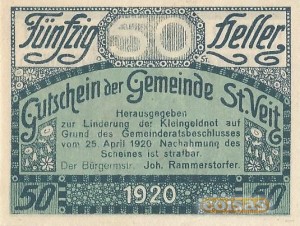 Fünfzig 50 Heller
Gutschein der Gemeinde St. Veit
Herausgegeben
zur Linderung der Kleingeldnot auf
Grund des Gemeinderatsbeschlusses
vom 25. April 1920 Nachahmung des
Scheines ist strafbar.
Der Bürgermstr. Joh. Rammerstorfer.
50 1920 50